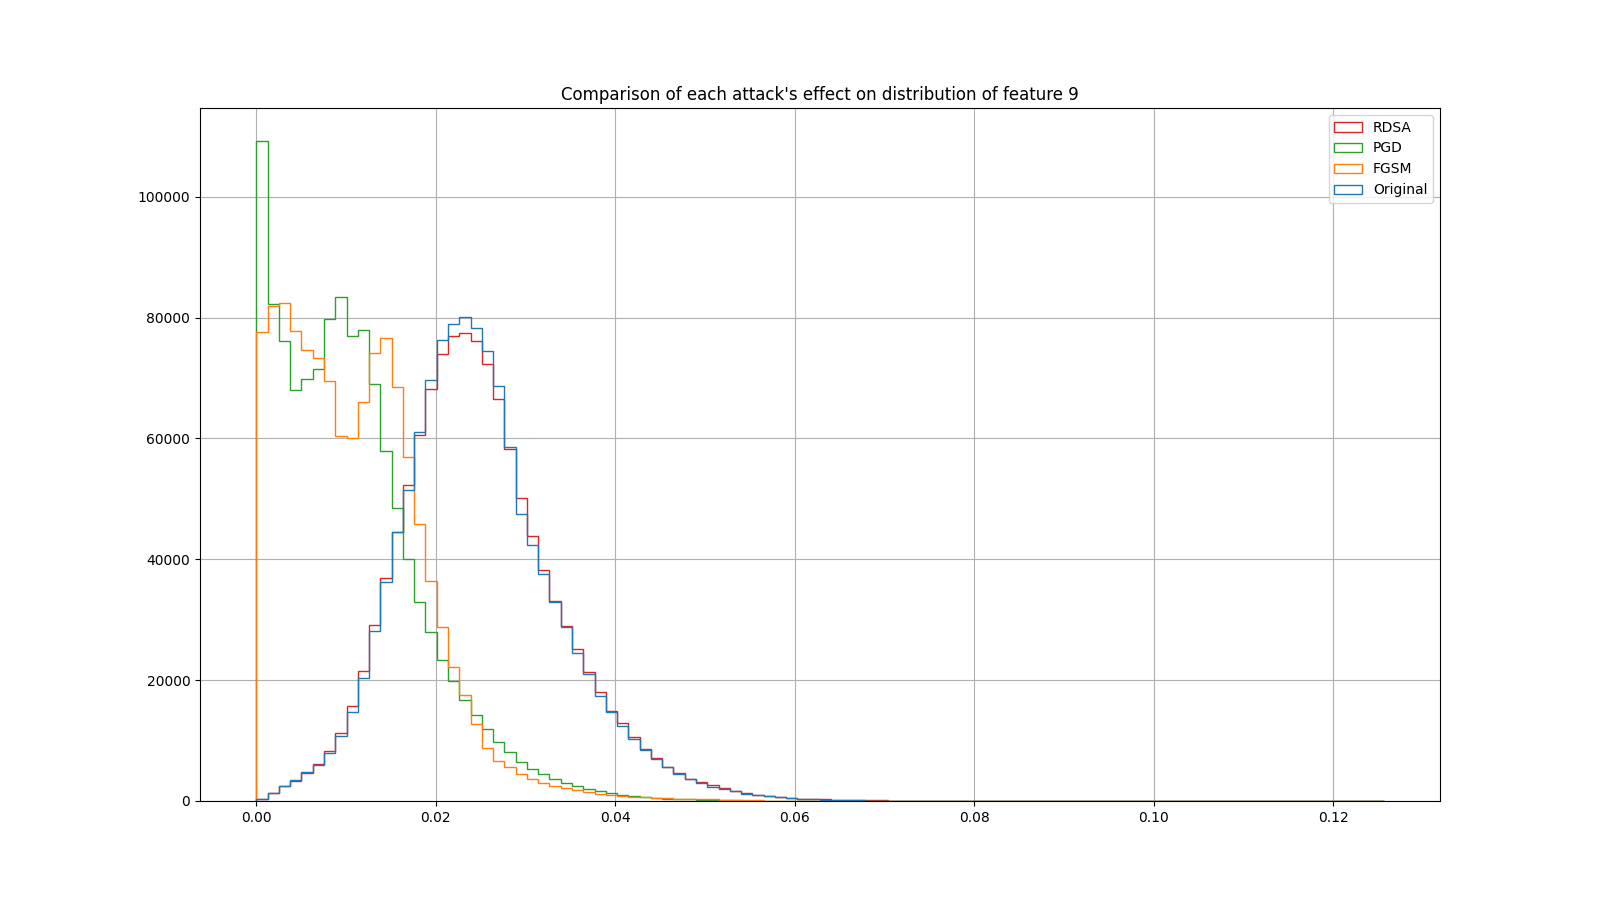 Comparison of each attack's effect on distribution of feature 9
RDSA
PGD
FGSM
Original
100000
80000
60000
40000
20000
0
0.00 0.02 0.04 0.06 0.08 0.10 0.12